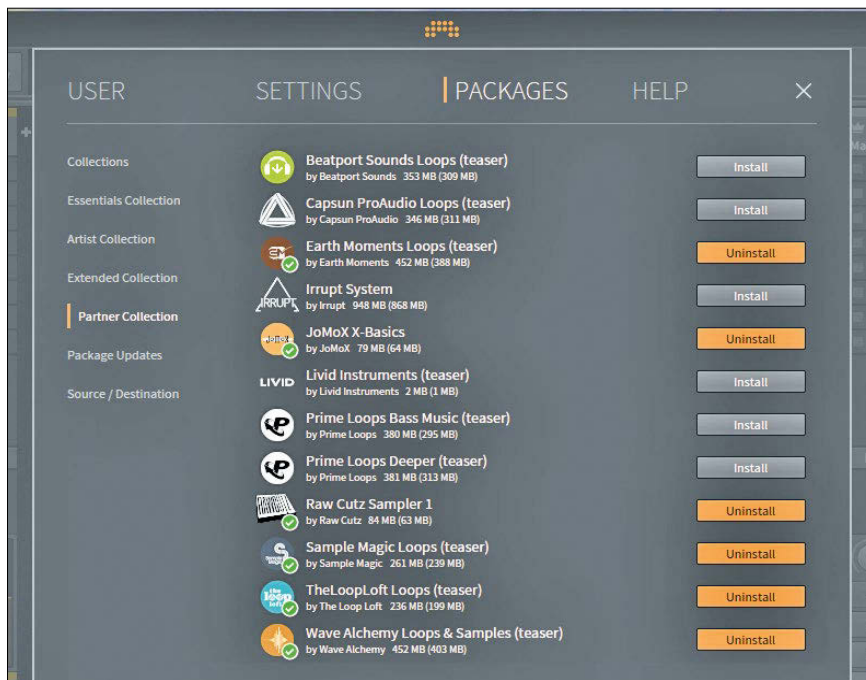 USER SETTINGS PACKAGES HELP
Collections
Essentials Collection
Artist Collection
Extended Collection
Partner Collection
Package Updates
Source / Destination
Beatport Sounds Loops (teaser)
by Beatport Sounds 353 MB (309 MB)
Install
Capsun ProAudio Loops (teaser)
by Capsun ProAudio 346 MB (311 MB)
Install
Earth Moments Loops (teaser)
by Earth Moments 452 MB (388 MB)
Uninstall
IRRUPT
Irrupt System
by Irrupt 948 MB (868 MB)
Install
JoMoX
JoMoX X-Basics
by JoMoX 79 MB (64 MB)
Uninstall
LIVID
Livid Instruments (teaser)
by Livid Instruments 2 MB (1 MB)
Install
Prime Loops Bass Music (teaser)
by Prime Loops 380 MB (295 MB)
Install
Prime Loops Deeper (teaser)
by Prime Loops 381 MB (313 MB)
Install
Raw Cutz Sampler 1
by Raw Cutz 84 MB (63 MB)
Uninstall
Sample Magic Loops (teaser)
by Sample Magic 261 MB (239 MB)
Uninstall
the
loop
loft
TheLoopLoft Loops (teaser)
by The Loop Loft 236 MB (199 MB)
Uninstall
Wave Alchemy Loops & Samples (teaser)
by Wave Alchemy 452 MB (403 MB)
Uninstall
Ma